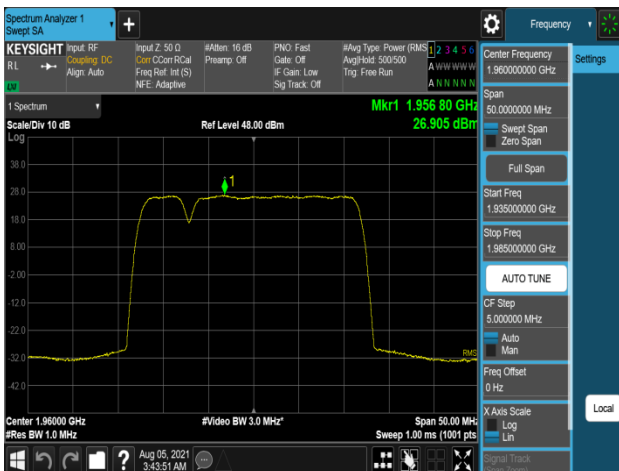 Spectrum Analyzer 1
Swept SA
+
Frequency
KEYSIGHT
RL
Input: RF
Coupling: DC
Align: Auto
Input Z: 50 Ω
Corr CCorr RCal
Freq Ref: Int (S)
NFE: Adaptive
#Atten: 16 dB
Preamp: Off
PNO: Fast
Gate: Off
IF Gain: Low
Sig Track: Off
#Avg Type: Power (RMS
Avg|Hold: 500/500
Trig: Free Run
1 2 3 4 5 6
A W W W W W
A N N N N N
LV
1 Spectrum
Scale/Div 10 dB
Log
Ref Level 48.00 dBm
Mkr1 1.956 80 GHz
26.905 dBm
38.0
28.0
18.0
8.00
-2.00
-12.0
-22.0
-32.0
-42.0
1
RMS
Center 1.96000 GHz
#Res BW 1.0 MHz
#Video BW 3.0 MHz*
Span 50.00 MHz
Sweep 1.00 ms (1001 pts
?
Aug 05, 2021
3:43:51 AM
Center Frequency
1.960000000 GHz
Span
50.0000000 MHz
Swept Span
Zero Span
Full Span
Start Freq
1.935000000 GHz
Stop Freq
1.985000000 GHz
AUTO TUNE
CF Step
5.000000 MHz
Auto
Man
Freq Offset
0 Hz
X Axis Scale
Log
Lin
Signal Track
Settings
Local